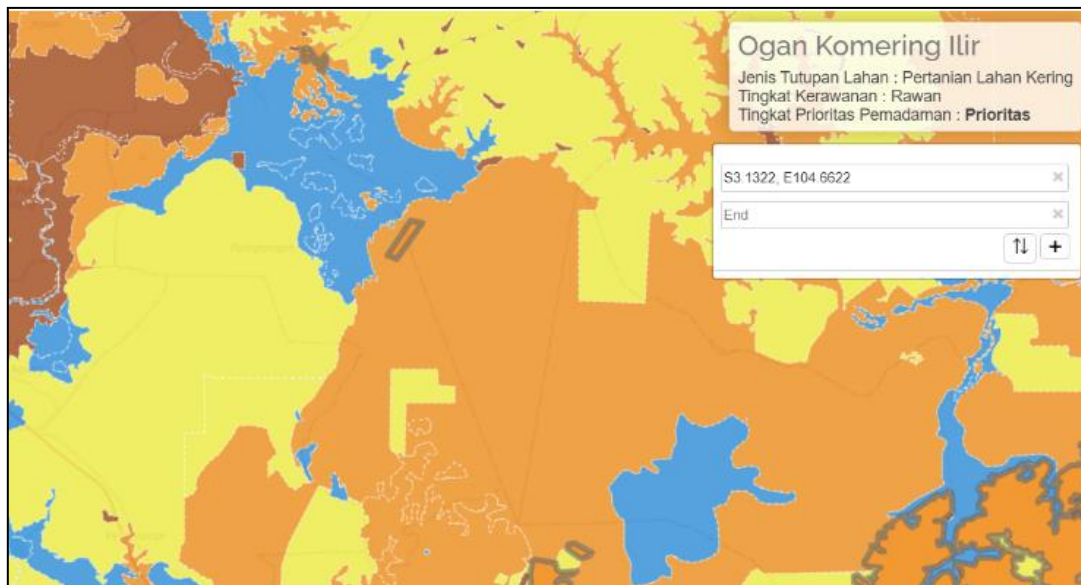 Ogan Komering Ilir
Jenis Tutupan Lahan : Pertanian Lahan Kering
Tingkat Kerawanan : Rawan
Tingkat Prioritas Pemadaman : Prioritas
S3.1322, E104.6622
End